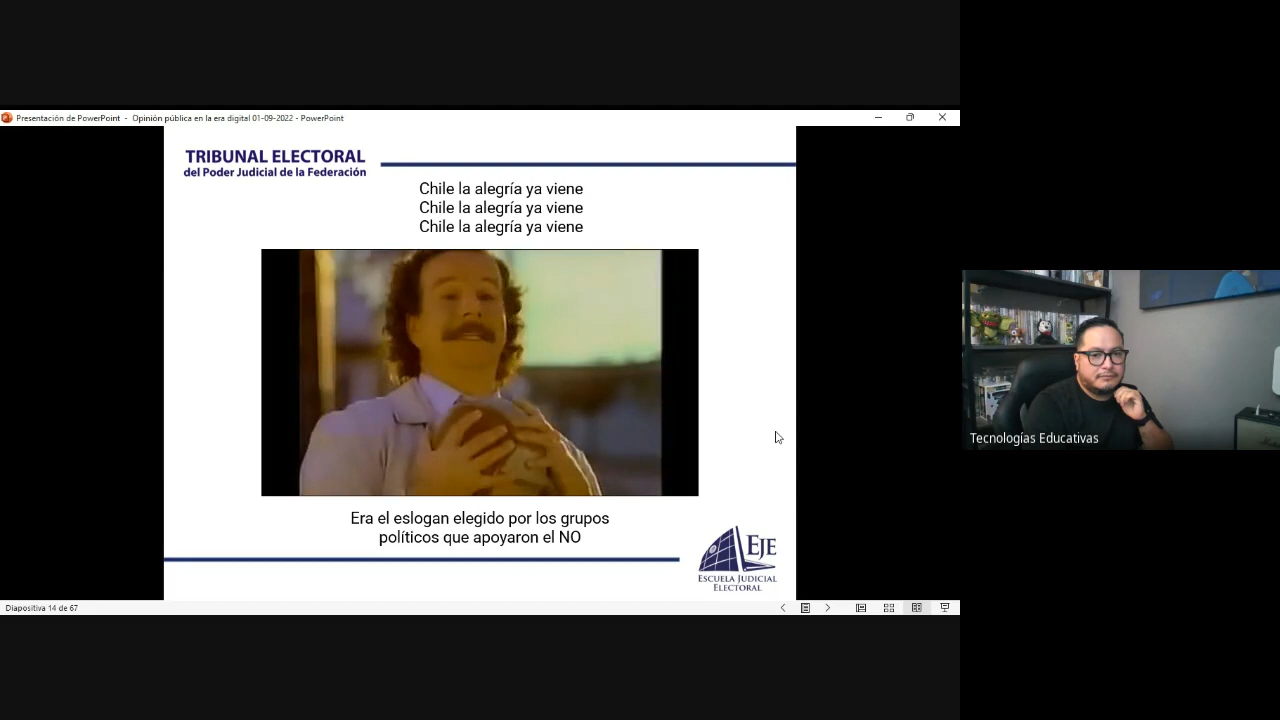 Presentación de PowerPoint - Opinión pública en la era digital 01-09-2022 - PowerPoint
TRIBUNAL ELECTORAL
del Poder Judicial de la Federación
Chile la alegría ya viene
Chile la alegría ya viene
Chile la alegría ya viene
Era el eslogan elegido por los grupos
políticos que apoyaron el NO
EJE
ESCUELA JUDICIAL
ELECTORAL
Diapositiva 14 de 67
Tecnologías Educativas